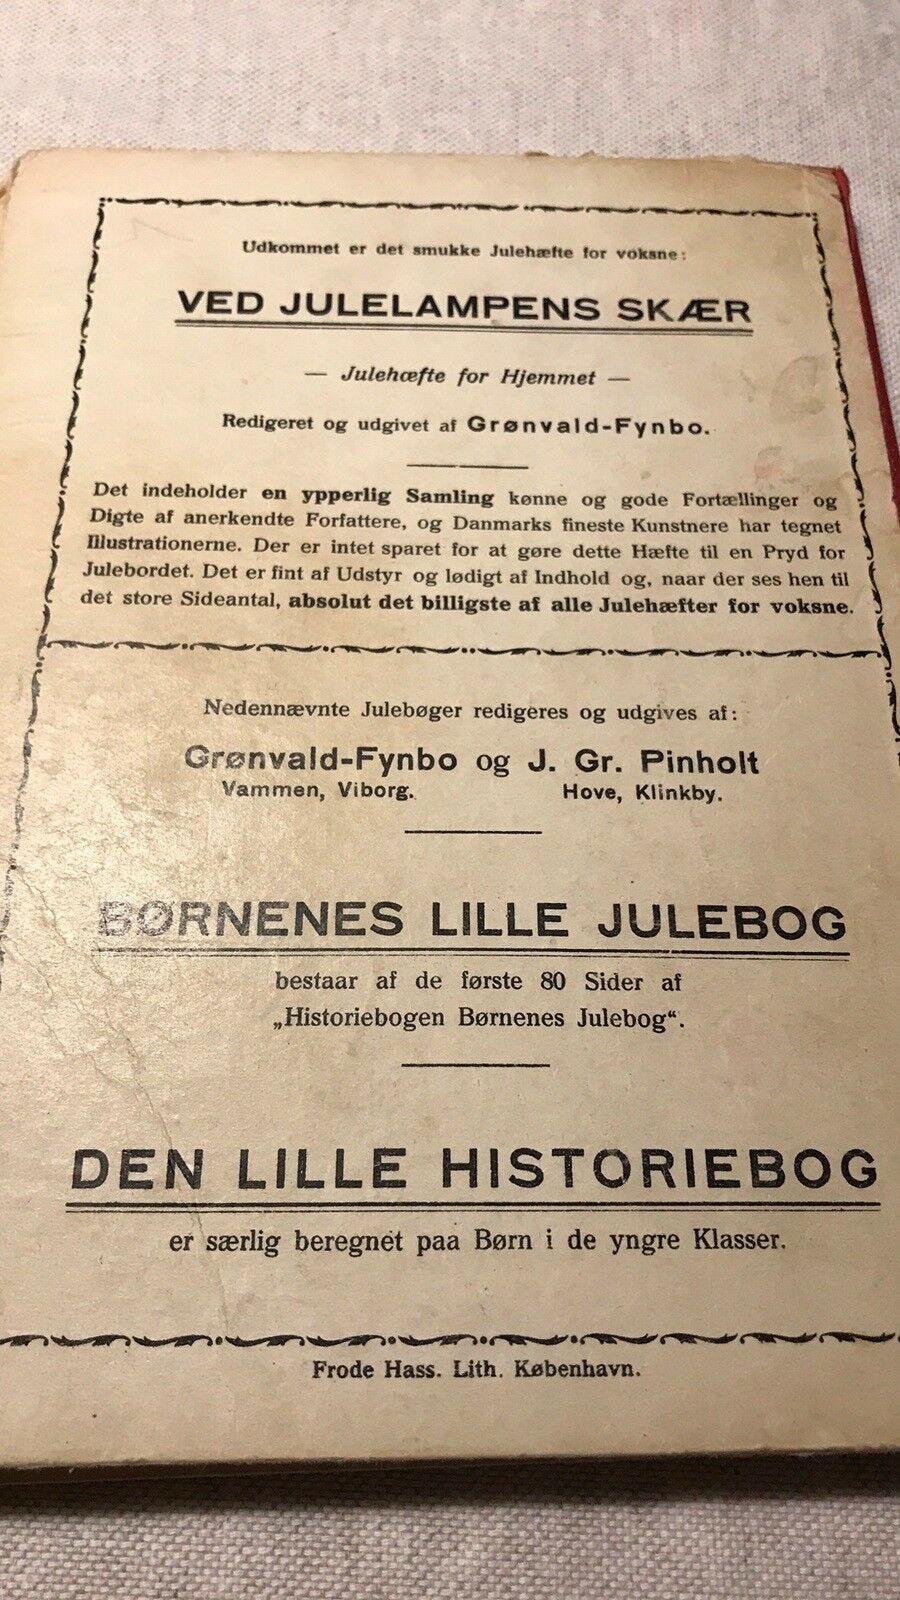 Udkommet er det smukke Julehæfte for voksne:
VED JULELAMPENS SKÆR
— Julehæfte for Hjemmet —
Redigeret og udgivet af Grønvald-Fynbo.
Det indeholder en ypperlig Samling kønne og gode Fortællinger og
Digte af anerkendte Forfattere, og Danmarks fineste Kunstnere har tegnet
Illustrationerne. Der er intet sparet for at gøre dette Hæfte til en Pryd for
Julebordet. Det er fint af Udstyr og lødigt af Indhold og, naar der ses hen til
det store Sideantal, absolut det billigste af alle Julehæfter for voksne.
Nedennævnte Julebøger redigeres og udgives af:
Grønvald-Fynbo og J. Gr. Pinholt
Vammen, Viborg. Hove, Klinkby.
BØRNENES LILLE JULEBOG
bestaar af de første 80 Sider af
„Historiebogen Børnenes Julebog“.
DEN LILLE HISTORIEBOG
er særlig beregnet paa Børn i de yngre Klasser.
Frode Hass. Lith. København.